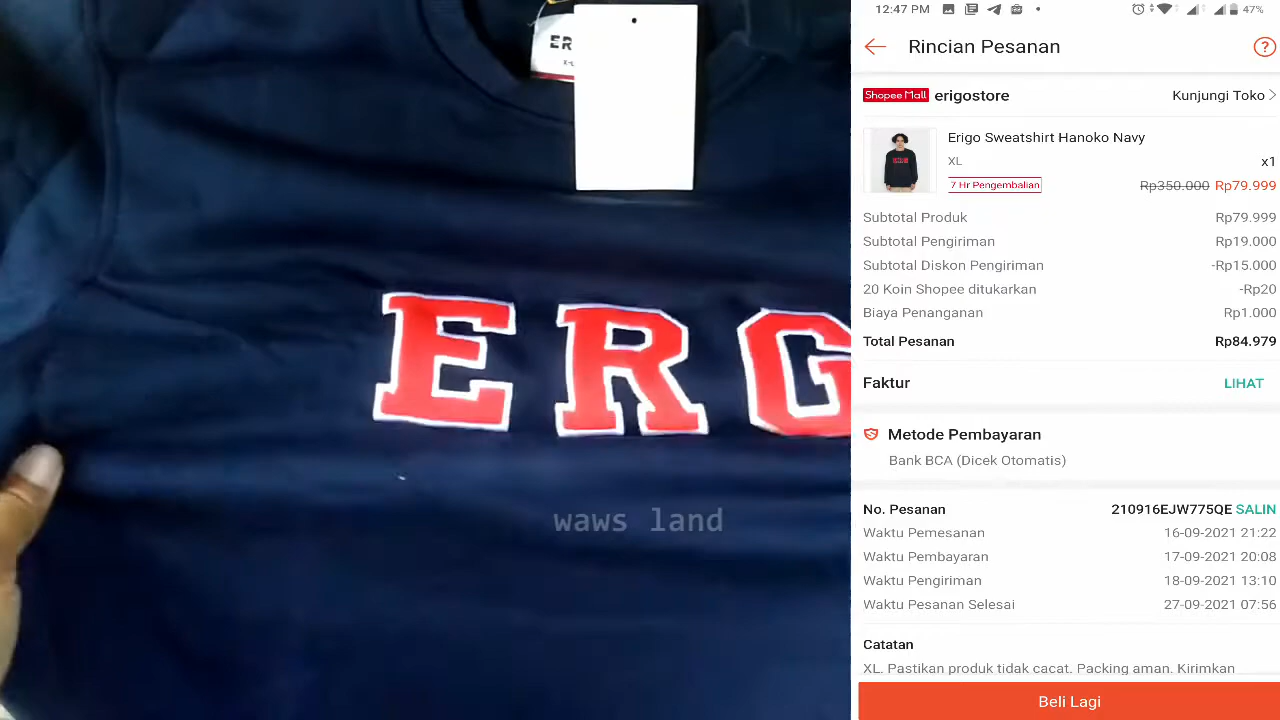 ER
ERG
waws land
12:47 PM
47%
Rincian Pesanan
?
Shopee Mall erigostore Kunjungi Toko
Erigo Sweatshirt Hanoko Navy
XL x1
7 Hr Pengembalian Rp350.000 Rp79.999
Subtotal Produk Rp79.999
Subtotal Pengiriman Rp19.000
Subtotal Diskon Pengiriman -Rp15.000
20 Koin Shopee ditukarkan -Rp20
Biaya Penanganan Rp1.000
Total Pesanan Rp84.979
Faktur LIHAT
Metode Pembayaran
Bank BCA (Dicek Otomatis)
No. Pesanan 210916EJW775QE SALIN
Waktu Pemesanan 16-09-2021 21:22
Waktu Pembayaran 17-09-2021 20:08
Waktu Pengiriman 18-09-2021 13:10
Waktu Pesanan Selesai 27-09-2021 07:56
Catatan
XL. Pastikan produk tidak cacat. Packing aman. Kirimkan
Beli Lagi